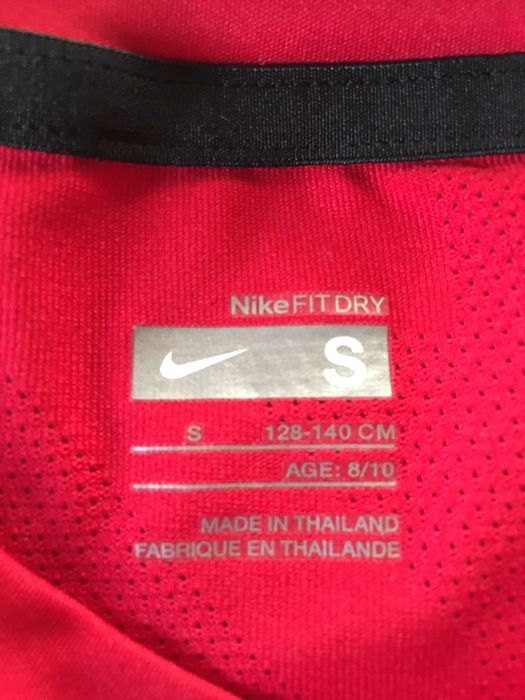 NikeFITDRY
S
S 128-140 CM
AGE: 8/10
MADE IN THAILAND
FABRIQUE EN THAILANDE